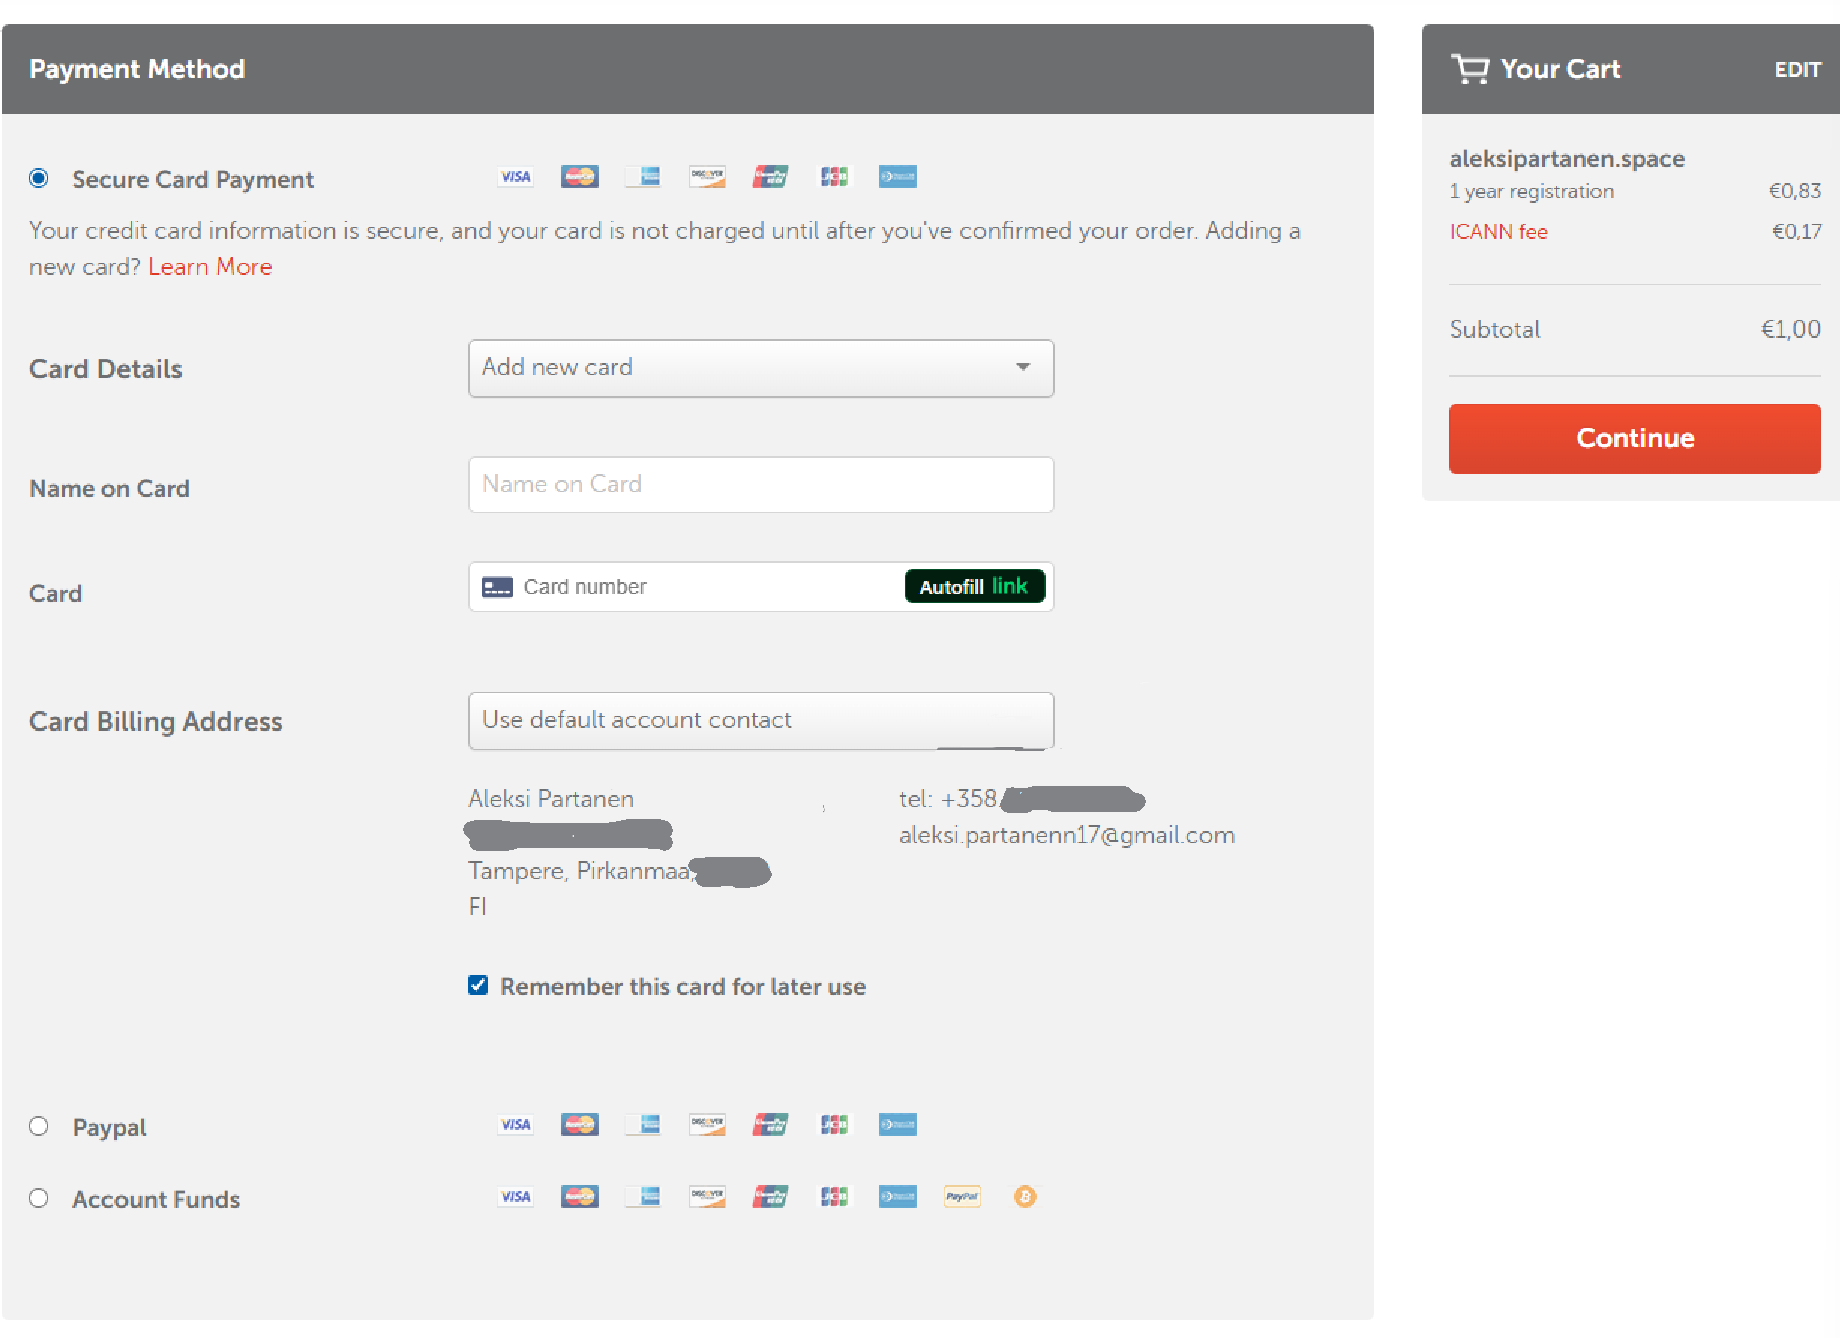 Payment Method
Secure Card Payment
VISA
Your credit card information is secure, and your card is not charged until after you've confirmed your order. Adding a
new card? Learn More
Card Details
Add new card
Name on Card
Name on Card
Card
Card number
Autofill link
Card Billing Address
Use default account contact
Aleksi Partanen
Tampere, Pirkanmaa,
FI
tel: +358
aleksi.partanenn17@gmail.com
Remember this card for later use
Paypal
VISA
Account Funds
VISA
PayPal
Your Cart
EDIT
aleksipartanen.space
1 year registration
€0,83
ICANN fee
€0,17
Subtotal
€1,00
Continue